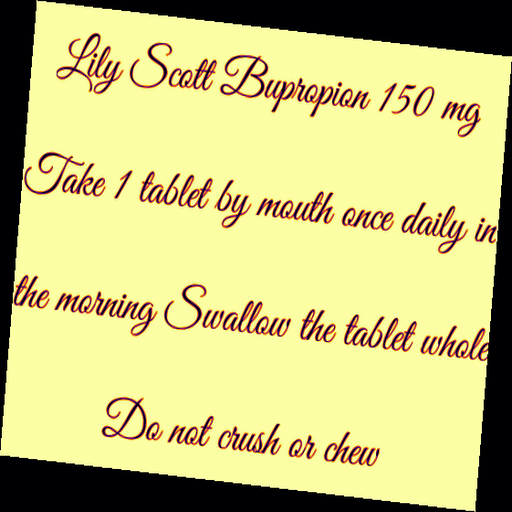 Lily Scott Bupropion 150 mg
Take 1 tablet by mouth once daily in
the morning Swallow the tablet whole
Do not crush or chew